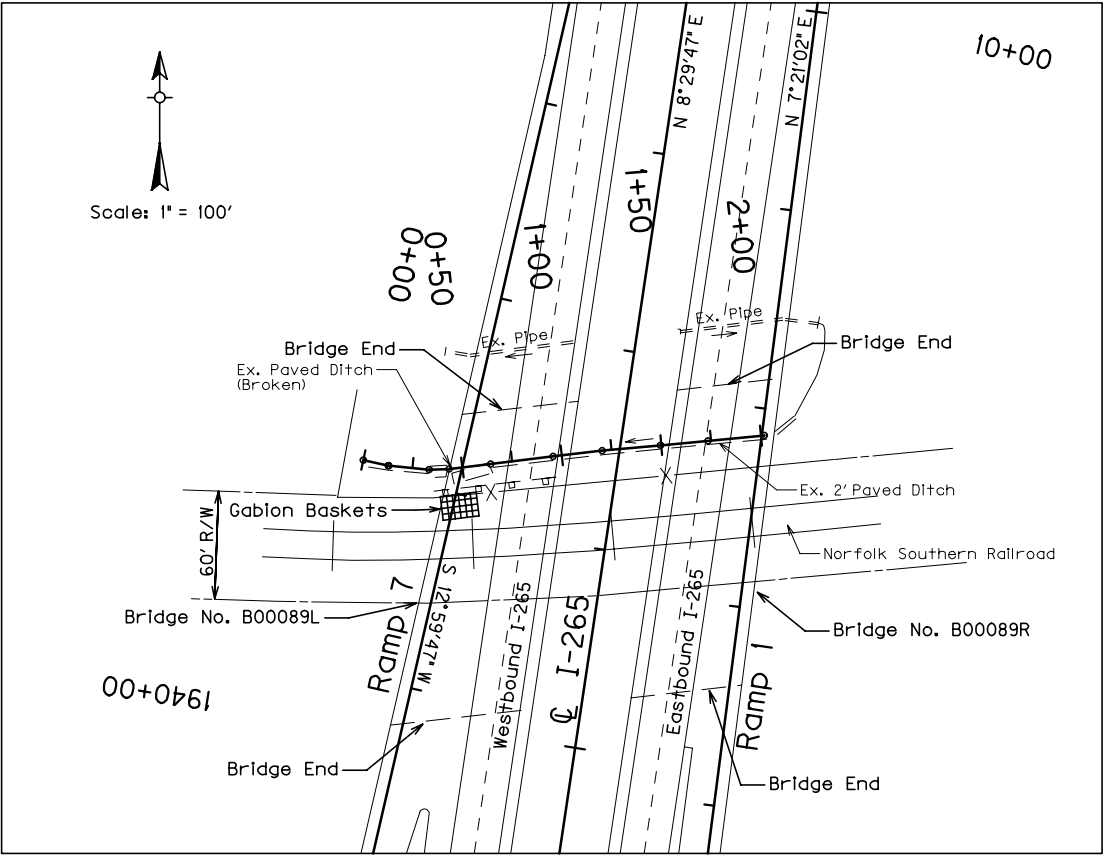 10+00
N 8°29'47" E
N 7°21'02" E
Scale: 1" = 100'
0+00
0+50
1+00
1+50
2+00
Ex. Pipe
Ex. Pipe
Bridge End
Bridge End
Ex. Paved Ditch
(Broken)
Ex. 2' Paved Ditch
Gabion Baskets
60' R/W
Norfolk Southern Railroad
Bridge No. B00089L
Bridge No. B00089R
S 12°59'47" W
Ramp 7
Westbound I-265
℄ I-265
Eastbound I-265
Ramp 1
1940+00
Bridge End
Bridge End